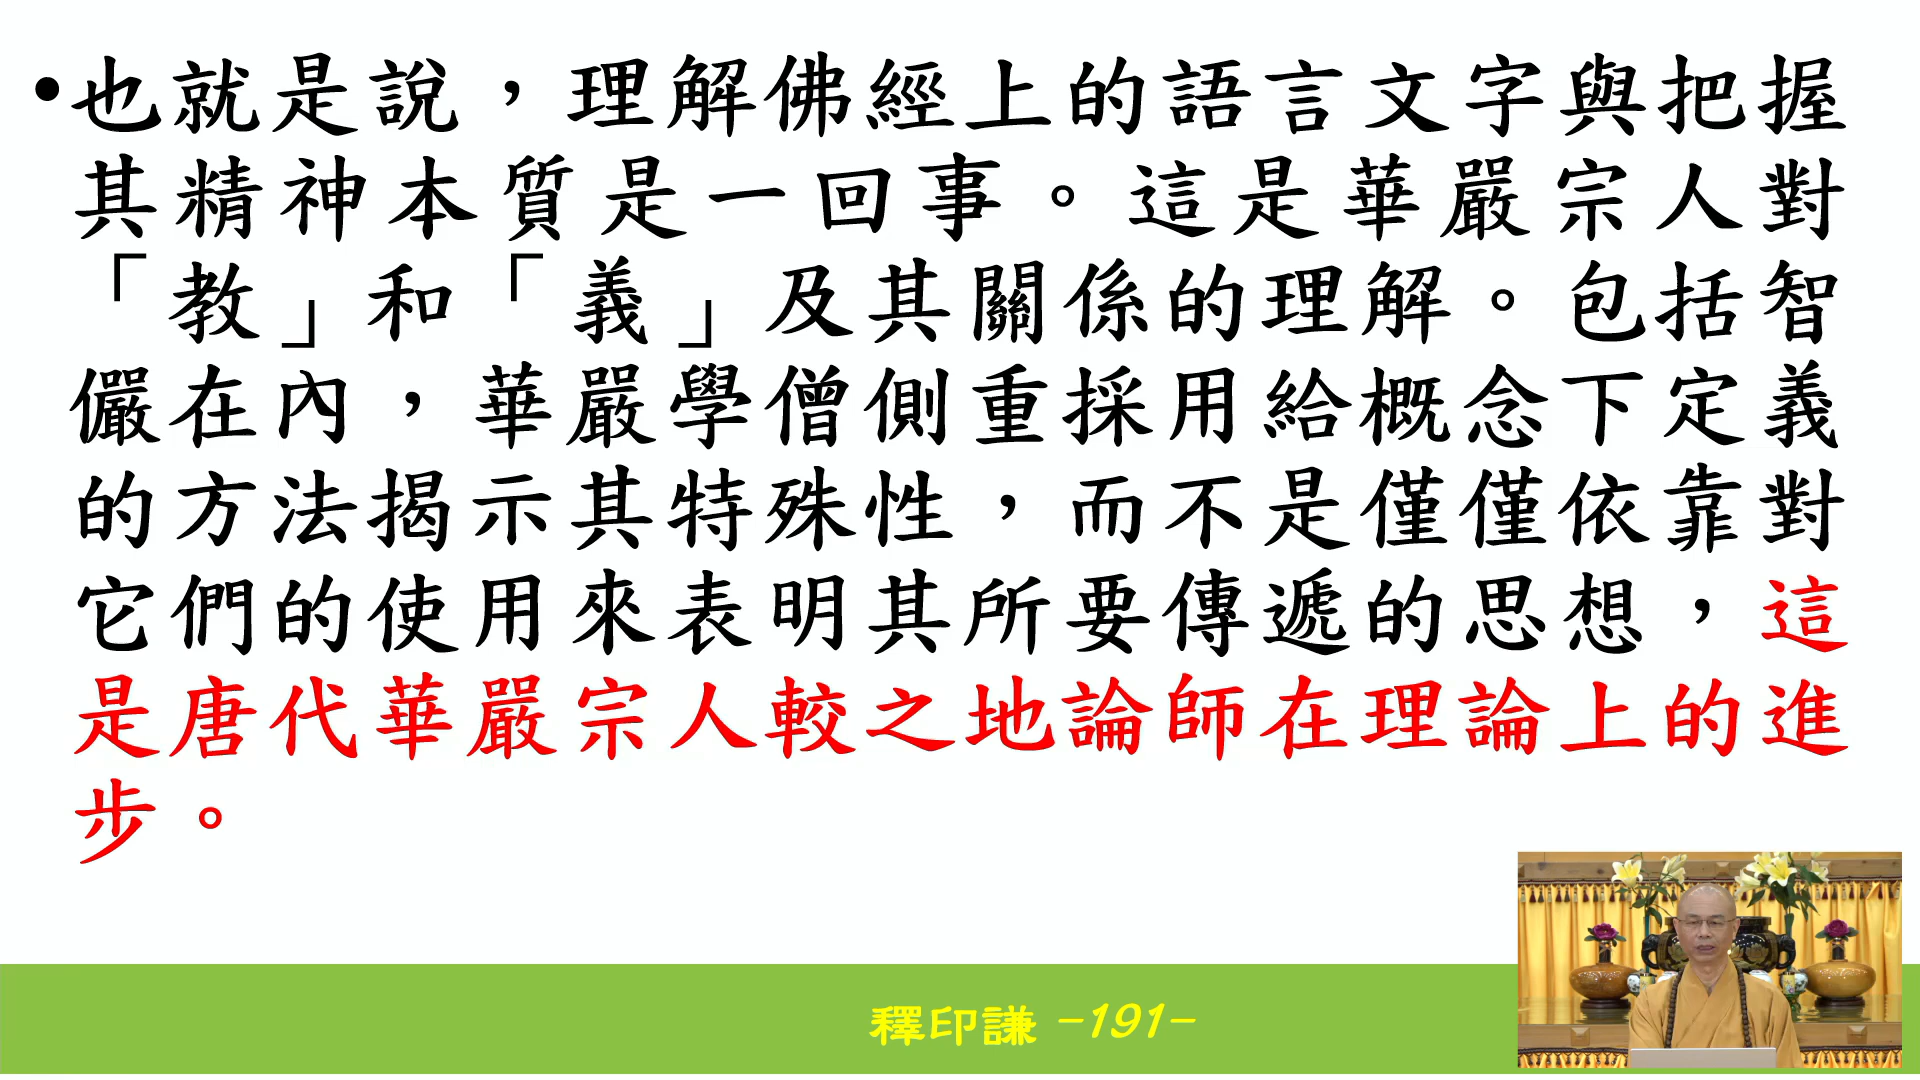 •也就是說，理解佛經上的語言文字與把握
其精神本質是一回事。這是華嚴宗人對
「教」和「義」及其關係的理解。包括智
儼在內，華嚴學僧側重採用給概念下定義
的方法揭示其特殊性，而不是僅僅依靠對
它們的使用來表明其所要傳遞的思想，這
是唐代華嚴宗人較之地論師在理論上的進
步。
釋印謙 -191-